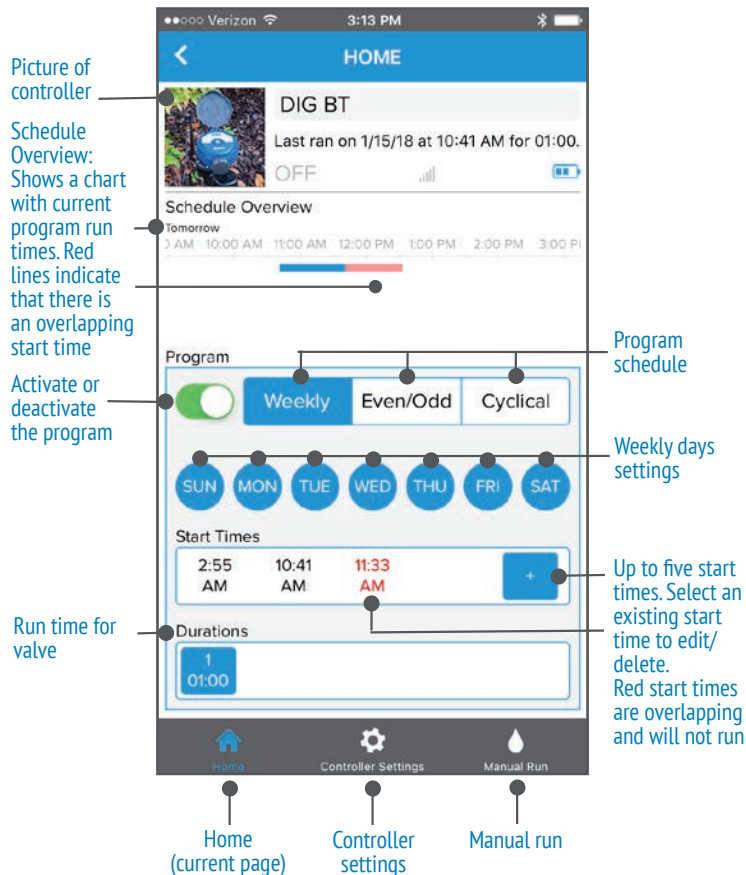 Verizon 3:13 PM
HOME
DIG BT
Last ran on 1/15/18 at 10:41 AM for 01:00.
OFF
Schedule Overview
Tomorrow
AM 10:00 AM 11:00 AM 12:00 PM 1:00 PM 2:00 PM 3:00 P
Program
Weekly Even/Odd Cyclical
SUN MON TUE WED THU FRI SAT
Start Times
2:55 10:41 11:33
AM AM AM
+
Durations
1
01:00
Home Controller Settings Manual Run
Picture of
controller
Schedule
Overview:
Shows a chart
with current
program run
times. Red
lines indicate
that there is
an overlapping
start time
Activate or
deactivate
the program
Run time for
valve
Program
schedule
Weekly days
settings
Up to five start
times. Select an
existing start
time to edit/
delete.
Red start times
are overlapping
and will not run
Home
(current page)
Controller
settings
Manual run